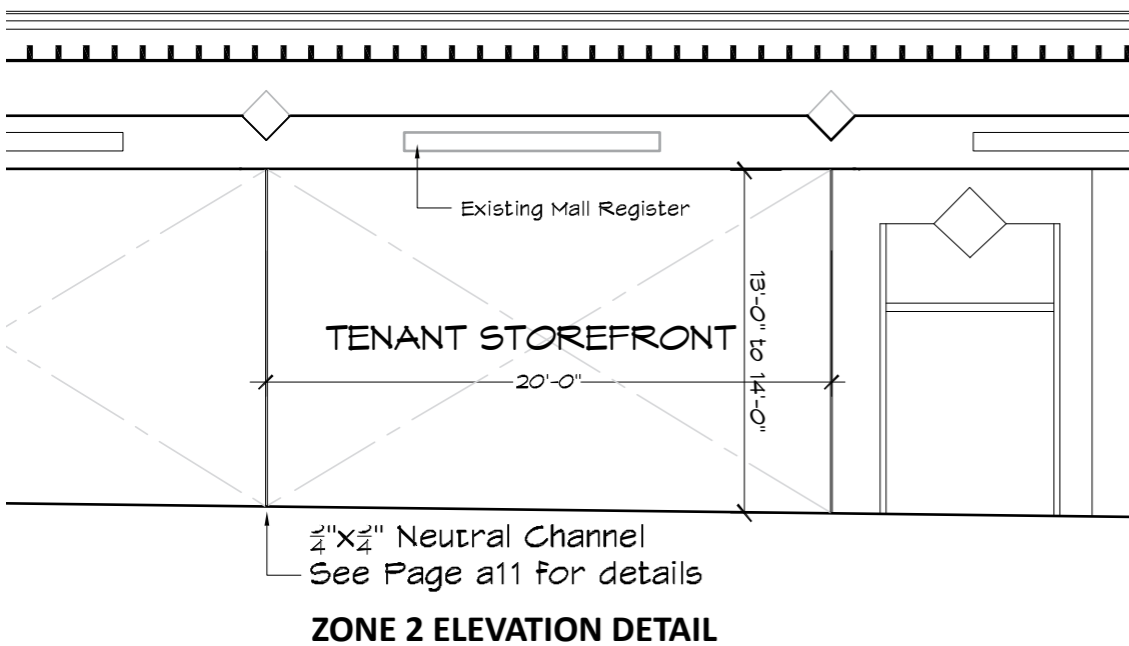 Existing Mall Register
TENANT STOREFRONT
20'-0"
13'-0" to 14'-0"
¾"x¾" Neutral Channel
See Page a11 for details
ZONE 2 ELEVATION DETAIL